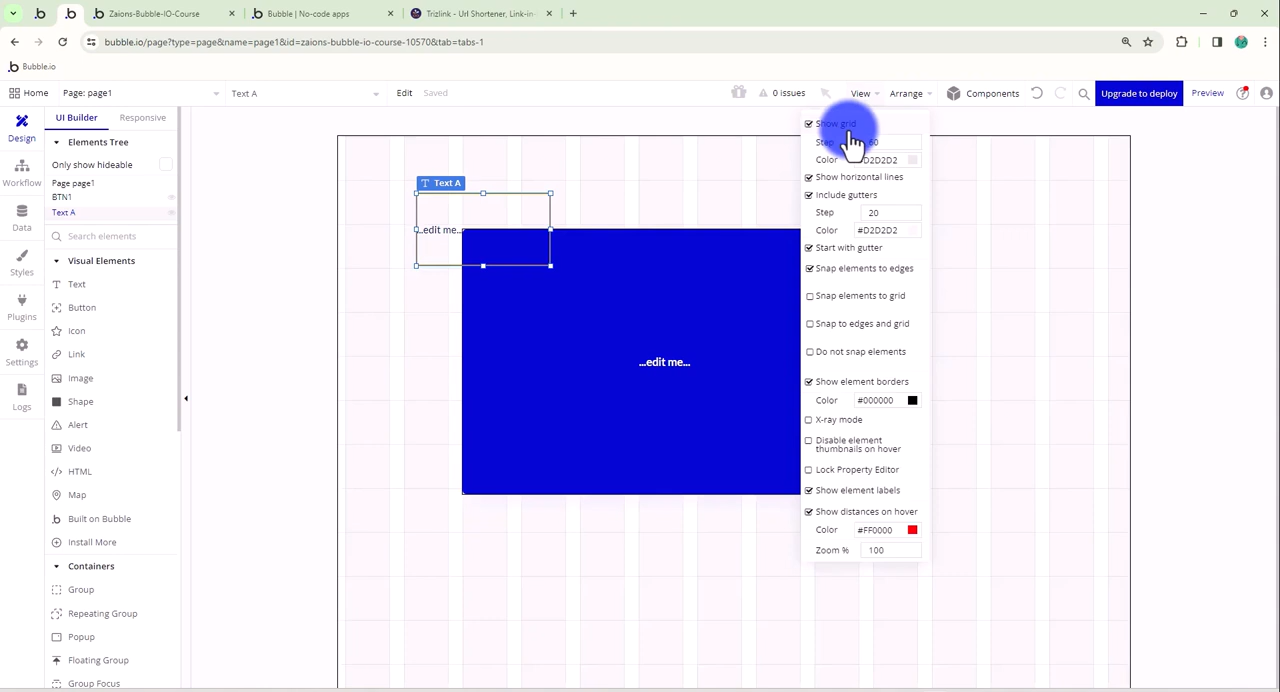 Zaions-Bubble-IO-Course
Bubble | No-code apps
Trizlink - Url Shortener, Link-in-
bubble.io/page?type=page&name=page1&id=zaions-bubble-io-course-10570&tab=tabs-1
Bubble.io
Home
Page: page1
Text A
Edit
Saved
0 issues
View
Arrange
Components
Upgrade to deploy
Preview
Design
Workflow
Data
Styles
Plugins
Settings
Logs
UI Builder
Responsive
Elements Tree
Only show hideable
Page page1
BTN1
Text A
Search elements
Visual Elements
Text
Button
Icon
Link
Image
Shape
Alert
Video
HTML
Map
Built on Bubble
Install More
Containers
Group
Repeating Group
Popup
Floating Group
Group Focus
Text A
...edit me...
...edit me...
Show grid
Step
60
Color
#D2D2D2
Show horizontal lines
Include gutters
Step
20
Color
#D2D2D2
Start with gutter
Snap elements to edges
Snap elements to grid
Snap to edges and grid
Do not snap elements
Show element borders
Color
#000000
X-ray mode
Disable element
thumbnails on hover
Lock Property Editor
Show element labels
Show distances on hover
Color
#FF0000
Zoom %
100